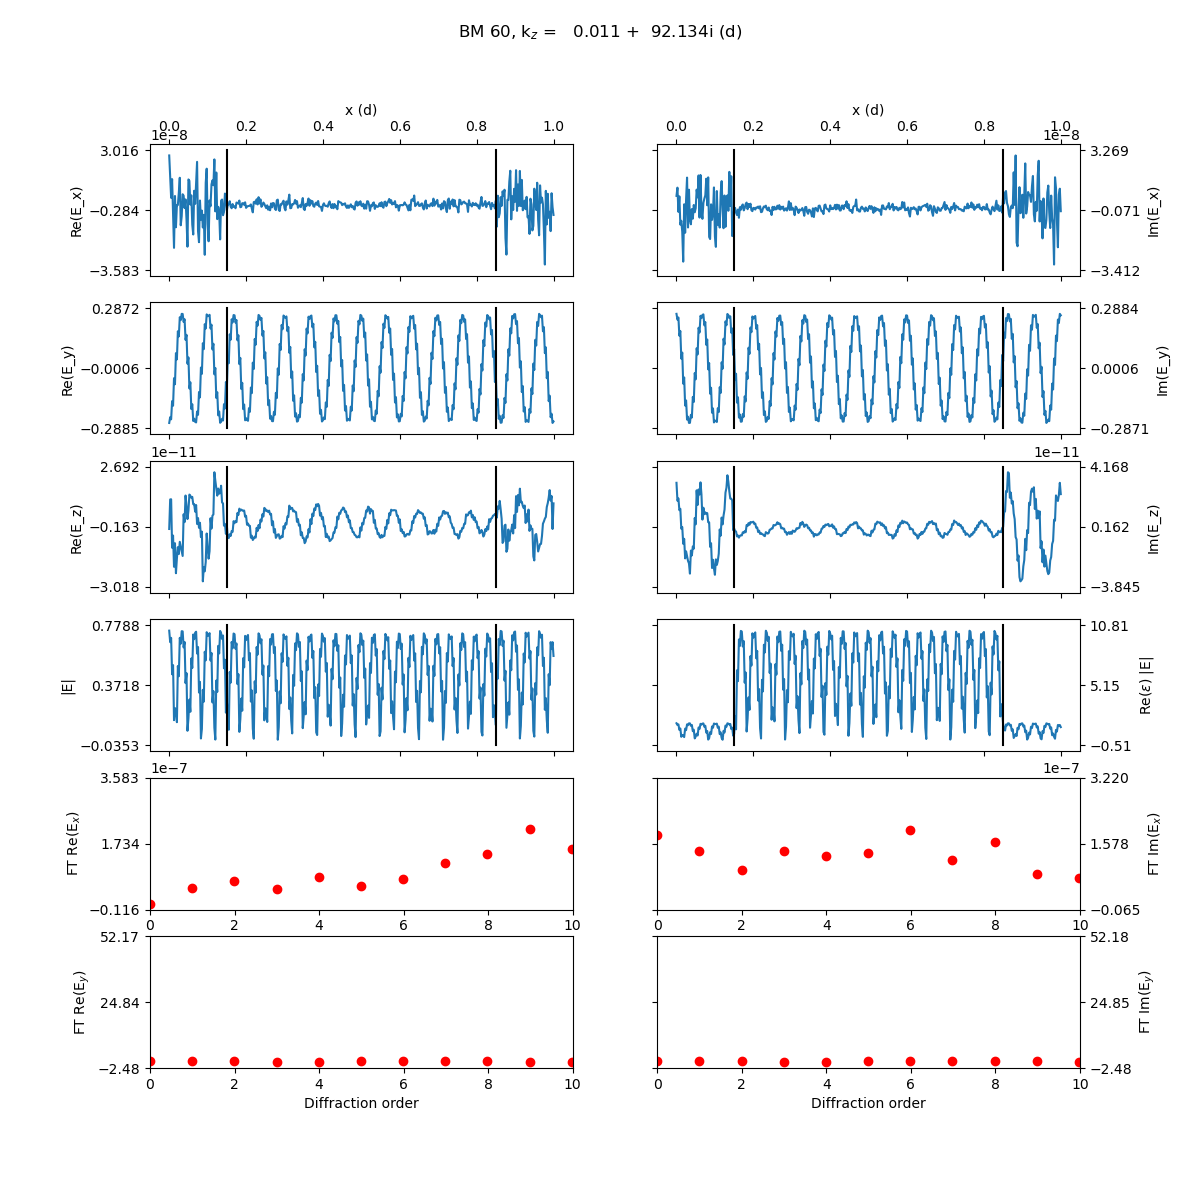 BM 60, k_z =   0.011 +  92.134i (d)
x (d)
x (d)
0.0 0.2 0.4 0.6 0.8 1.0
0.0 0.2 0.4 0.6 0.8 1.0
1e−8
1e−8
3.016
−0.284
−3.583
Re(E_x)
3.269
−0.071
−3.412
Im(E_x)
0.2872
−0.0006
−0.2885
Re(E_y)
0.2884
0.0006
−0.2871
Im(E_y)
1e−11
1e−11
2.692
−0.163
−3.018
Re(E_z)
4.168
0.162
−3.845
Im(E_z)
0.7788
0.3718
−0.0353
|E|
10.81
5.15
−0.51
Re(ε) |E|
1e−7
1e−7
3.583
1.734
−0.116
FT Re(E_x)
3.220
1.578
−0.065
FT Im(E_x)
0 2 4 6 8 10
0 2 4 6 8 10
52.17
24.84
−2.48
FT Re(E_y)
52.18
24.85
−2.48
FT Im(E_y)
0 2 4 6 8 10
0 2 4 6 8 10
Diffraction order
Diffraction order